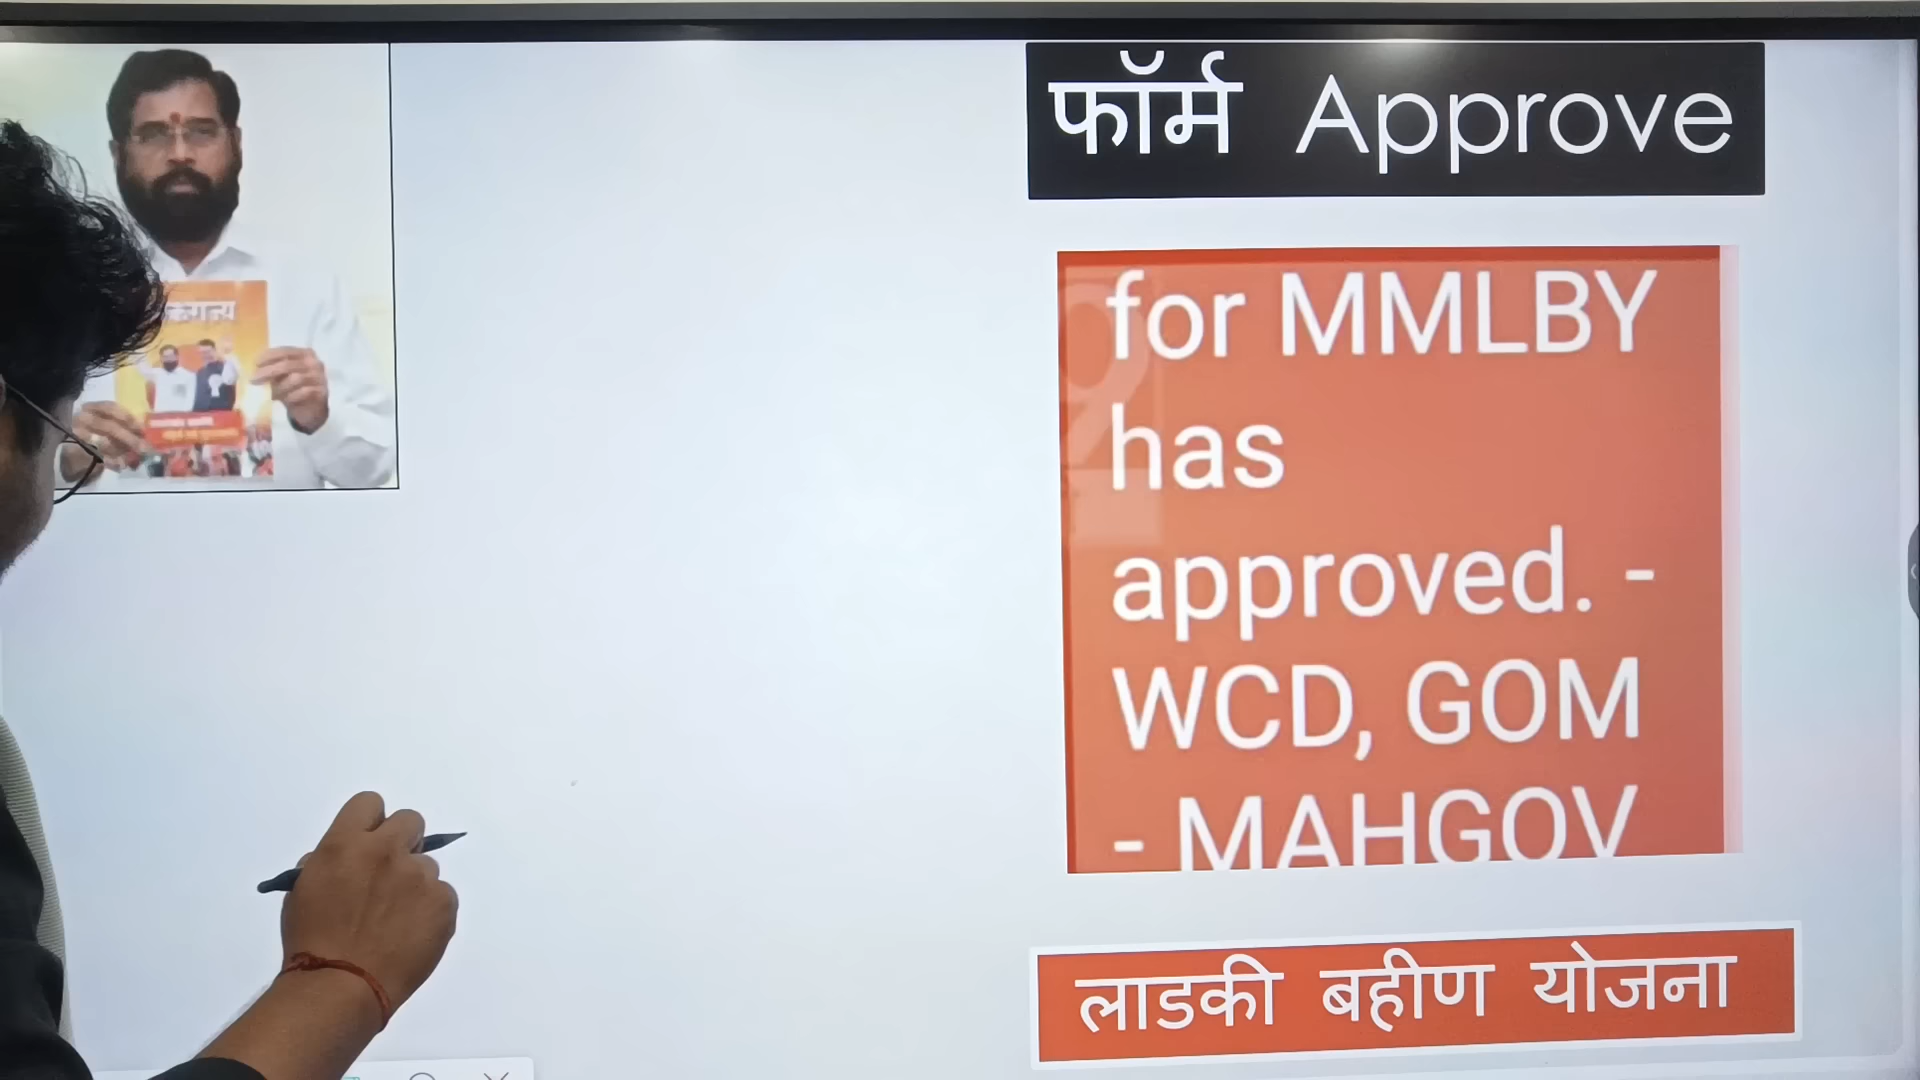 फॉर्म Approve
for MMLBY
has
approved. -
WCD, GOM
- MAHGOV
लाडकी बहीण योजना